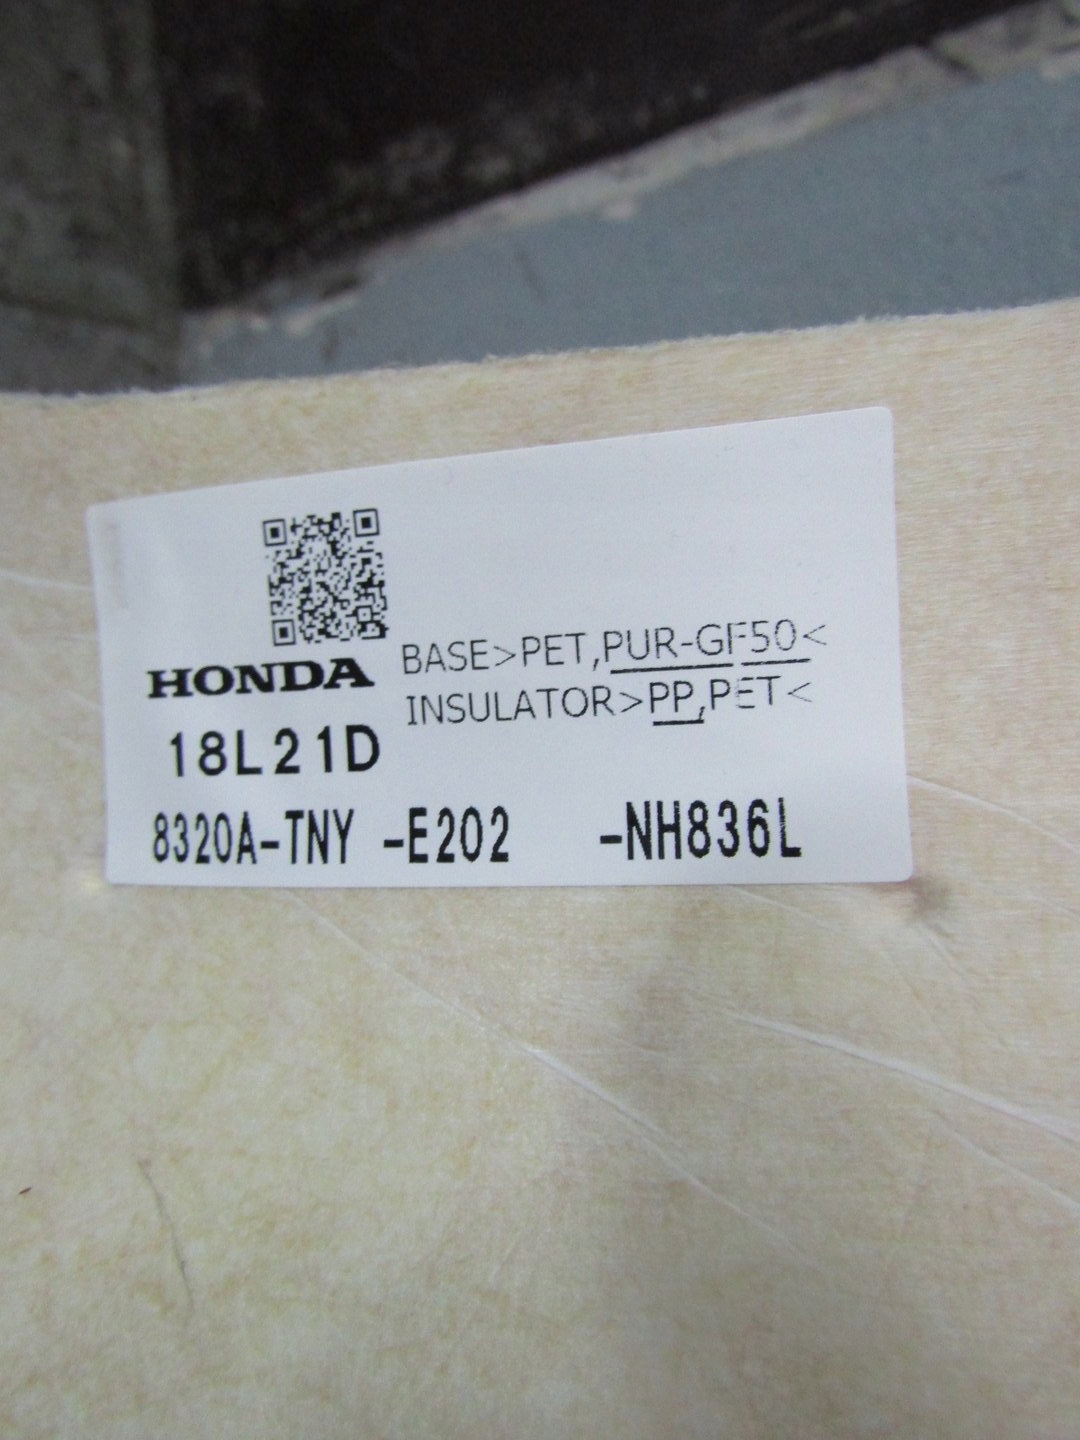 HONDA
BASE>PET,PUR-GF50<
INSULATOR>PP,PET<
18L21D
8320A-TNY -E202 -NH836L